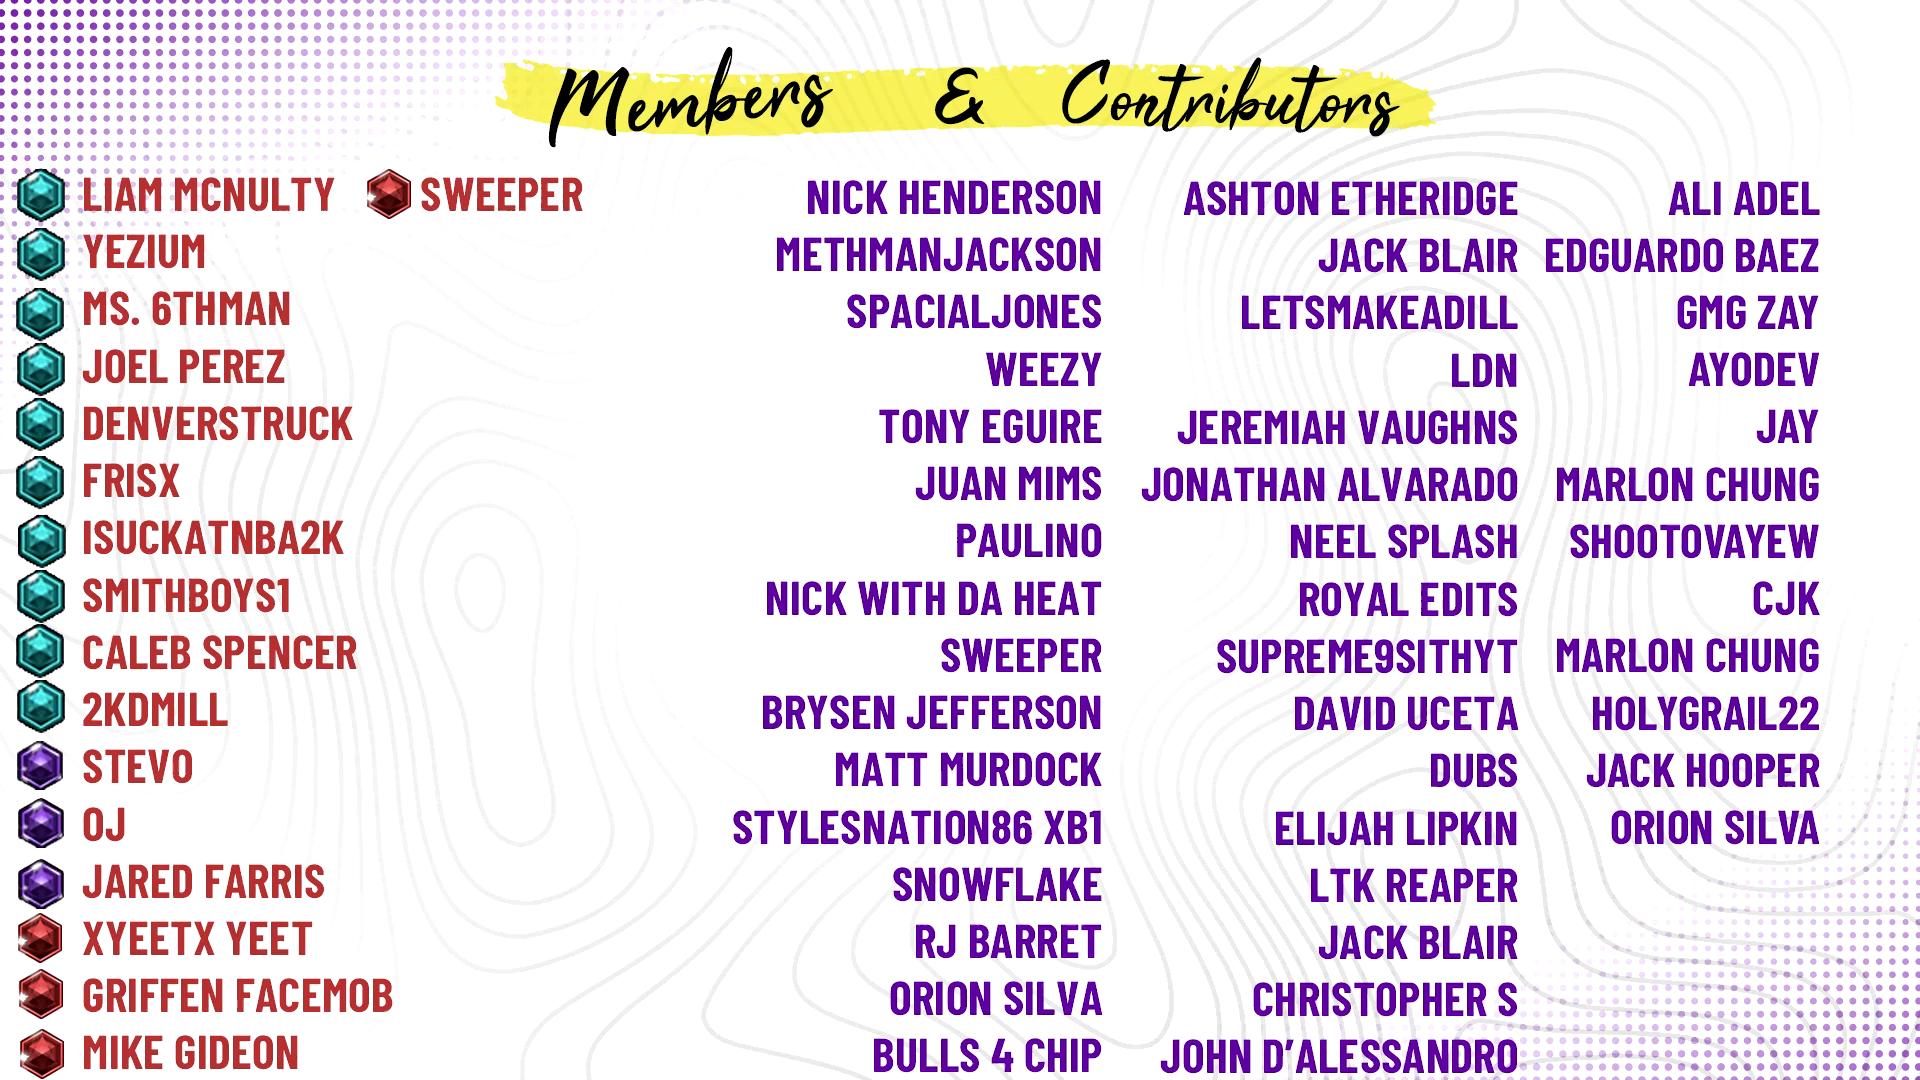 Members & Contributors
LIAM MCNULTY
YEZIUM
MS. 6THMAN
JOEL PEREZ
DENVERSTRUCK
FRISX
ISUCKATNBA2K
SMITHBOYS1
CALEB SPENCER
2KDMILL
STEVO
OJ
JARED FARRIS
XYEETX YEET
GRIFFEN FACEMOB
MIKE GIDEON
SWEEPER
NICK HENDERSON
METHMANJACKSON
SPACIALJONES
WEEZY
TONY EGUIRE
JUAN MIMS
PAULINO
NICK WITH DA HEAT
SWEEPER
BRYSEN JEFFERSON
MATT MURDOCK
STYLESNATION86 XB1
SNOWFLAKE
RJ BARRET
ORION SILVA
BULLS 4 CHIP
ASHTON ETHERIDGE
JACK BLAIR
LETSMAKEADILL
LDN
JEREMIAH VAUGHNS
JONATHAN ALVARADO
NEEL SPLASH
ROYAL EDITS
SUPREME9SITHYT
DAVID UCETA
DUBS
ELIJAH LIPKIN
LTK REAPER
JACK BLAIR
CHRISTOPHER S
JOHN D'ALESSANDRO
ALI ADEL
EDGUARDO BAEZ
GMG ZAY
AYODEV
JAY
MARLON CHUNG
SHOOTOVAYEW
CJK
MARLON CHUNG
HOLYGRAIL22
JACK HOOPER
ORION SILVA